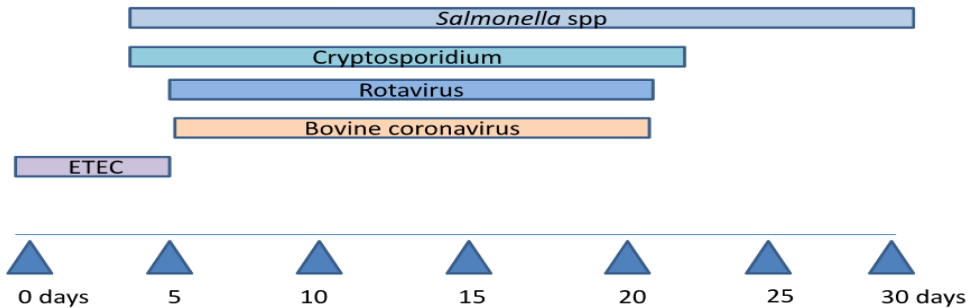 Salmonella spp
Cryptosporidium
Rotavirus
Bovine coronavirus
ETEC
0 days 5 10 15 20 25 30 days